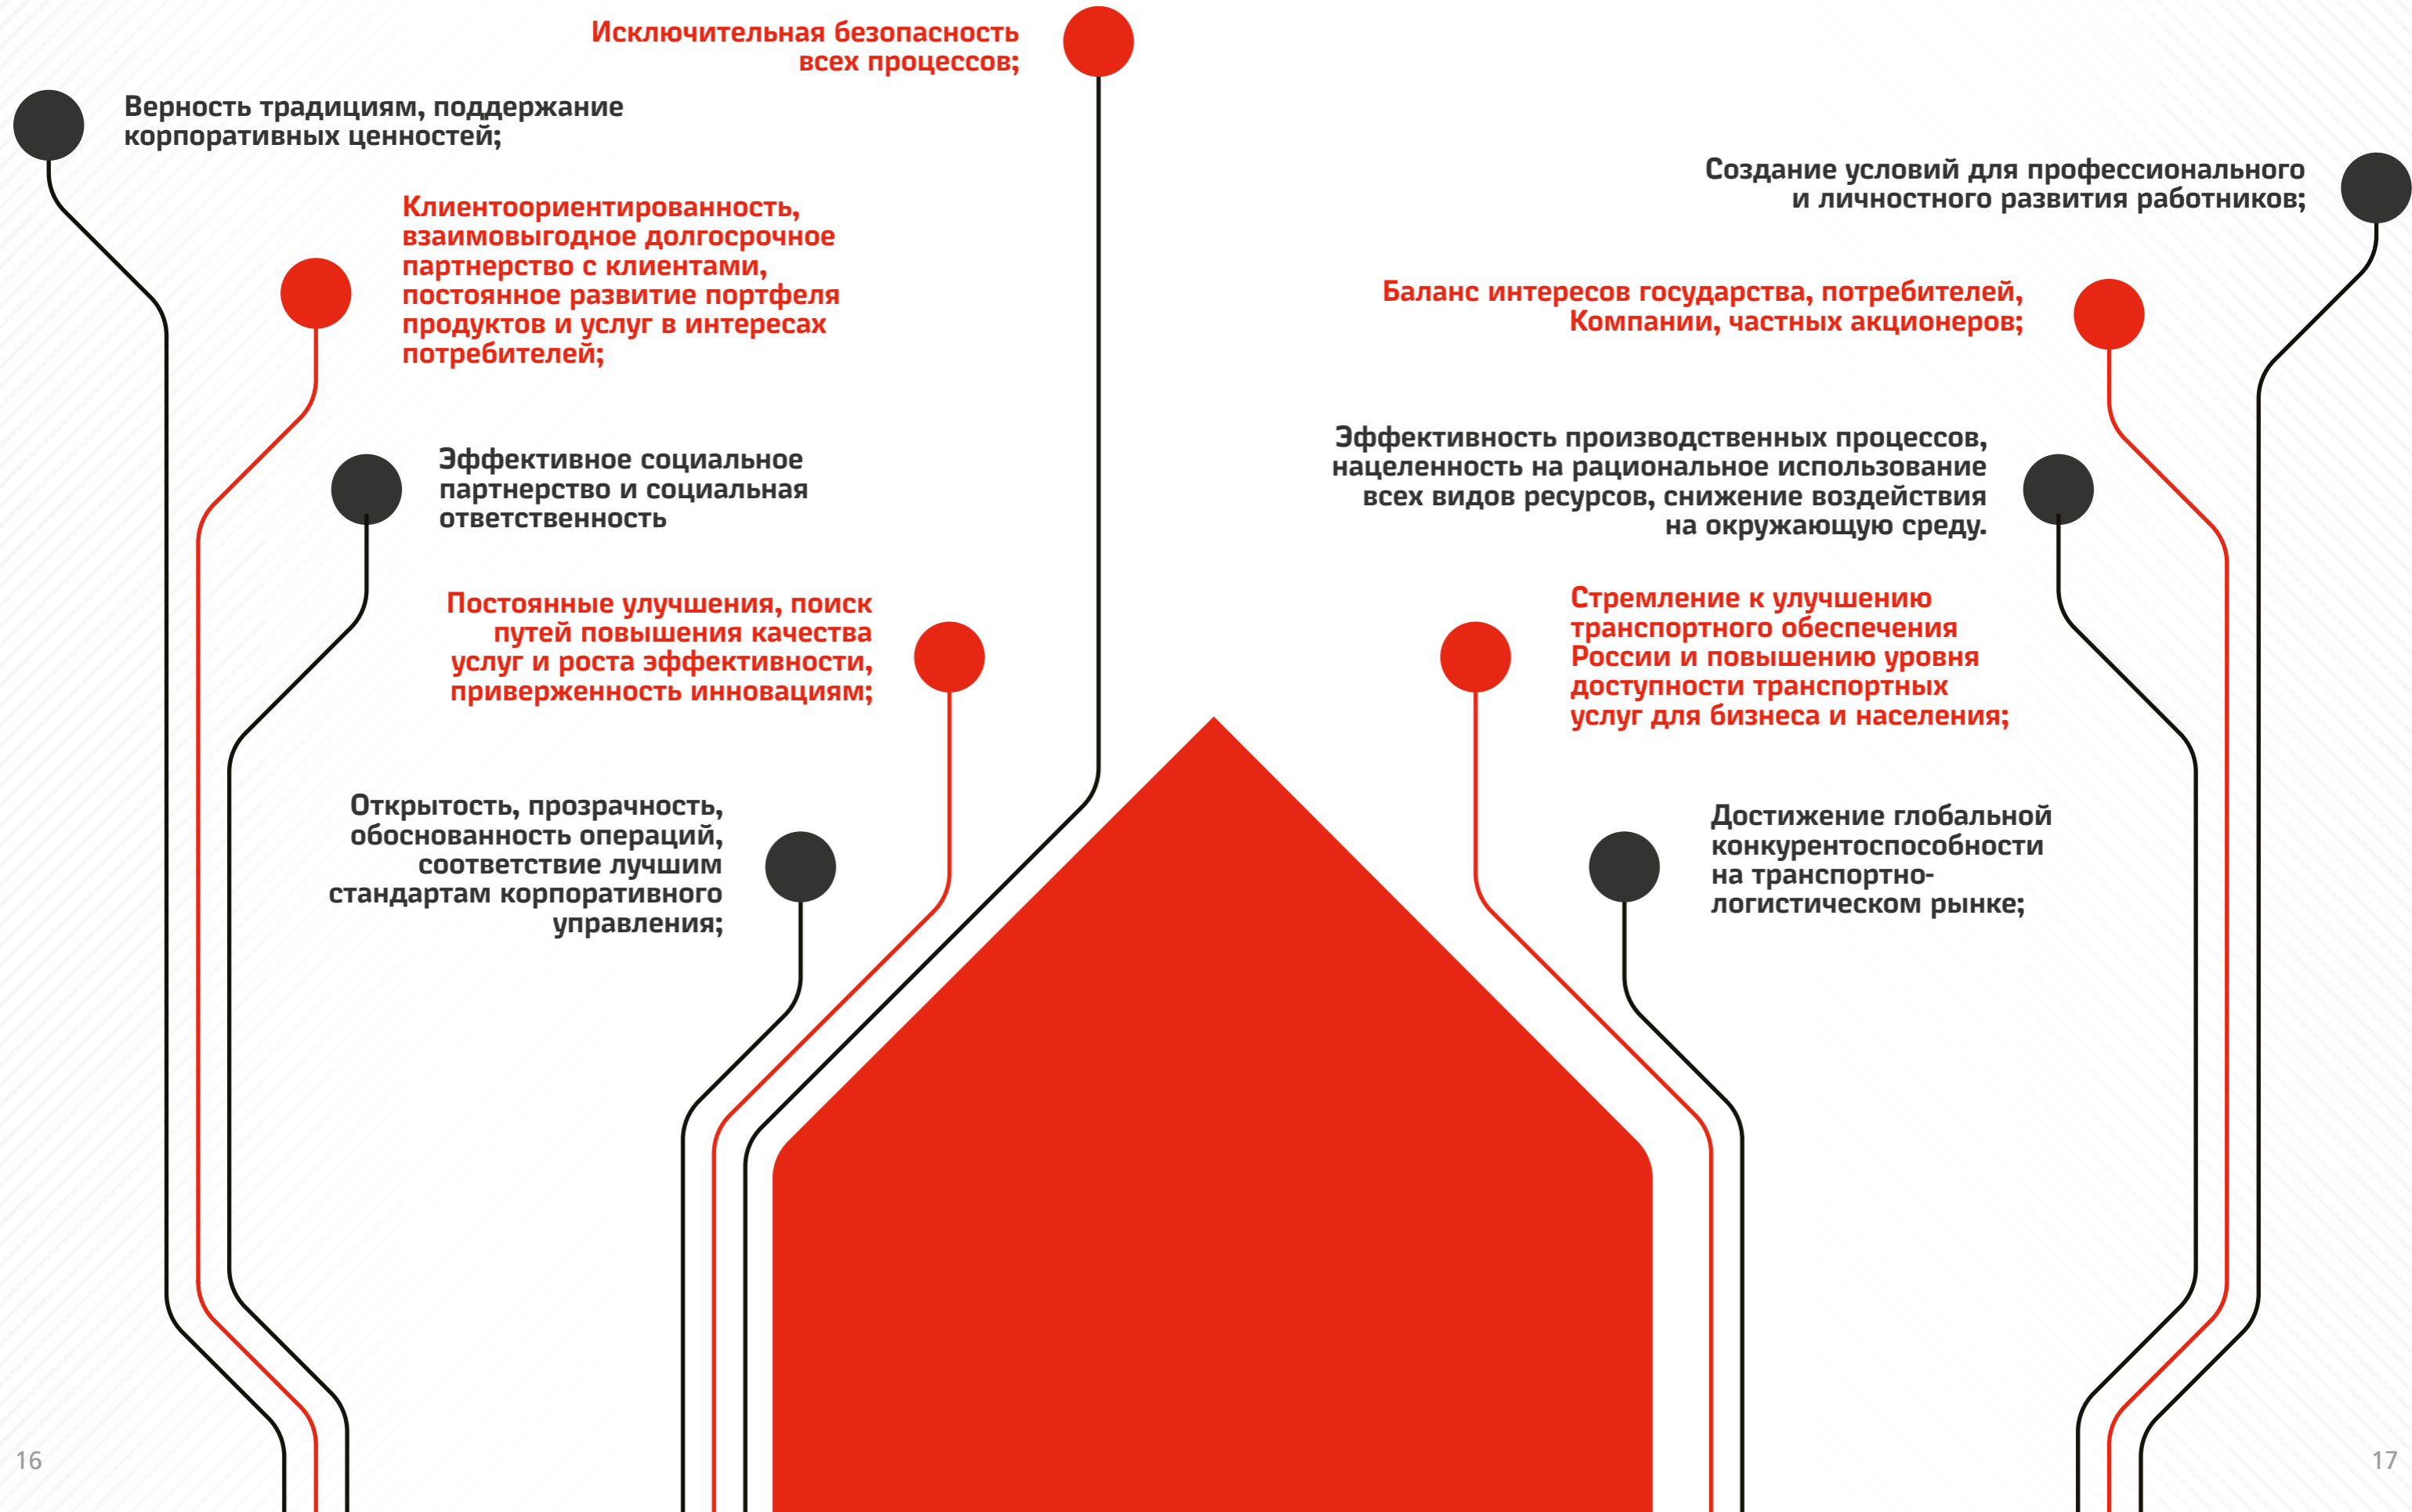 Исключительная безопасность
всех процессов;
Верность традициям, поддержание
корпоративных ценностей;
Клиентоориентированность,
взаимовыгодное долгосрочное
партнерство с клиентами,
постоянное развитие портфеля
продуктов и услуг в интересах
потребителей;
Эффективное социальное
партнерство и социальная
ответственность
Постоянные улучшения, поиск
путей повышения качества
услуг и роста эффективности,
приверженность инновациям;
Открытость, прозрачность,
обоснованность операций,
соответствие лучшим
стандартам корпоративного
управления;
16
Создание условий для профессионального
и личностного развития работников;
Баланс интересов государства, потребителей,
Компании, частных акционеров;
Эффективность производственных процессов,
нацеленность на рациональное использование
всех видов ресурсов, снижение воздействия
на окружающую среду.
Стремление к улучшению
транспортного обеспечения
России и повышению уровня
доступности транспортных
услуг для бизнеса и населения;
Достижение глобальной
конкурентоспособности
на транспортно-
логистическом рынке;
17